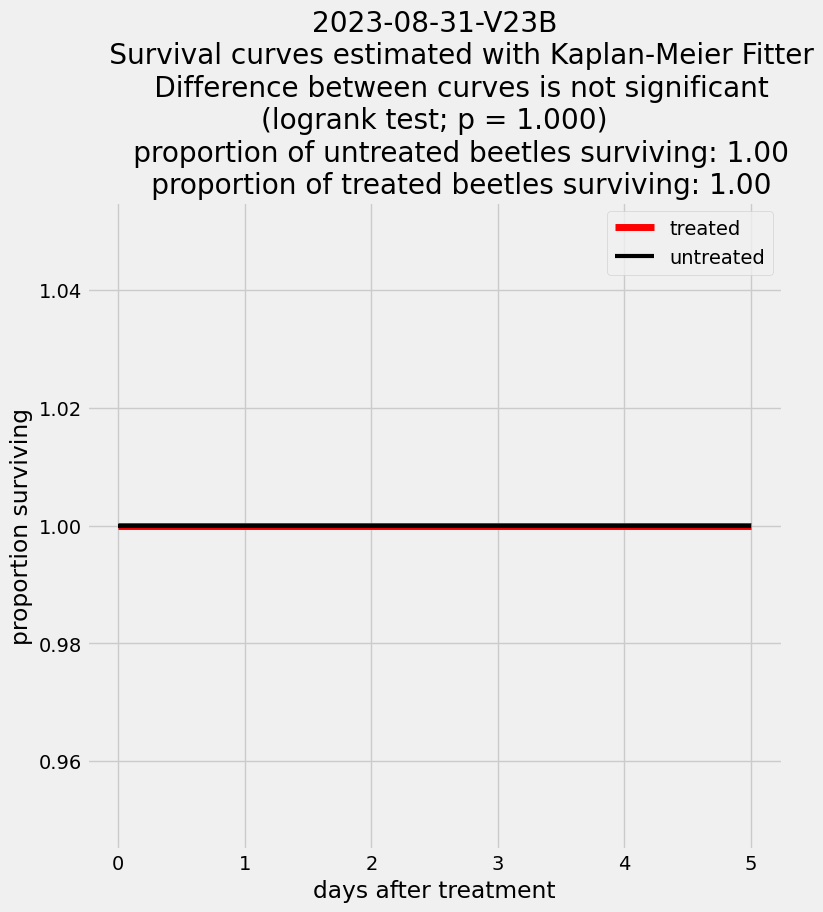 2023-08-31-V23B
Survival curves estimated with Kaplan-Meier Fitter
Difference between curves is not significant
(logrank test; p = 1.000)
proportion of untreated beetles surviving: 1.00
proportion of treated beetles surviving: 1.00
treated
untreated
1.04
1.02
1.00
0.98
0.96
proportion surviving
0 1 2 3 4 5
days after treatment